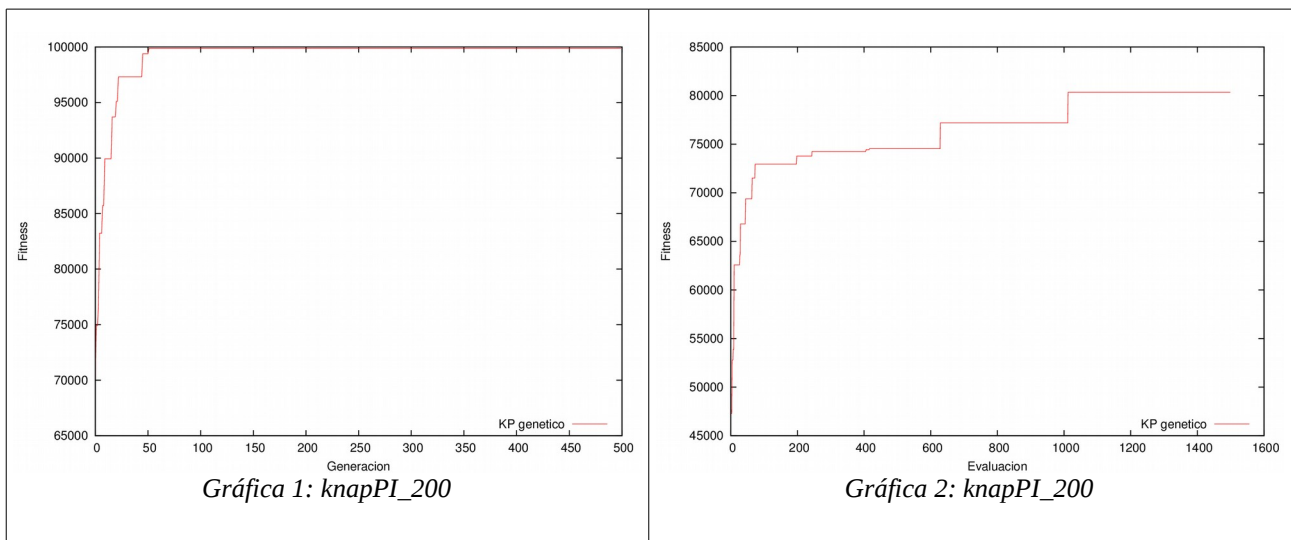 100000
95000
90000
85000
80000
75000
70000
65000
Fitness
KP genetico
0 50 100 150 200 250 300 350 400 450 500
Generacion
Gráfica 1: knapPI_200
85000
80000
75000
70000
65000
60000
55000
50000
45000
Fitness
KP genetico
0 200 400 600 800 1000 1200 1400 1600
Evaluacion
Gráfica 2: knapPI_200